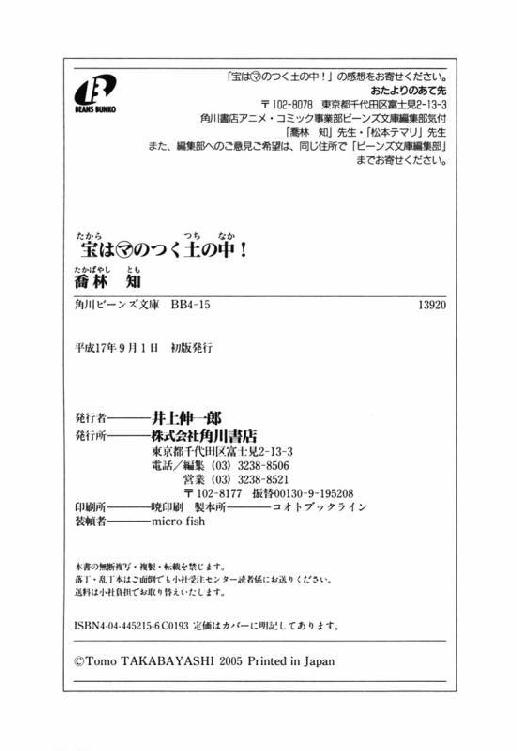 BEANS BUNKO
「宝は㋮のつく土の中！」の感想をお寄せください。
おたよりのあて先
〒102-8078 東京都千代田区富士見2-13-3
角川書店アニメ・コミック事業部ビーンズ文庫編集部気付
「喬林 知」先生・「松本テマリ」先生
また、編集部へのご意見ご希望は、同じ住所で「ビーンズ文庫編集部」
までお寄せください。
たから つち なか
宝は㋮のつく土の中！
たかばやし とも
喬林 知
角川ビーンズ文庫 BB4-15 13920
平成17年9月1日 初版発行
発行者――井上伸一郎
発行所――株式会社角川書店
東京都千代田区富士見2-13-3
電話／編集 (03) 3238-8506
営業 (03) 3238-8521
〒102-8177 振替00130-9-195208
印刷所――暁印刷 製本所――コオトブックライン
装幀者――micro fish
本書の無断複写・複製・転載を禁じます。
落丁・乱丁本はご面倒でも小社受注センター読者係にお送りください。
送料は小社負担でお取り替えいたします。
ISBN4-04-445215-6 C0193 定価はカバーに明記してあります。
©Tomo TAKABAYASHI 2005 Printed in Japan